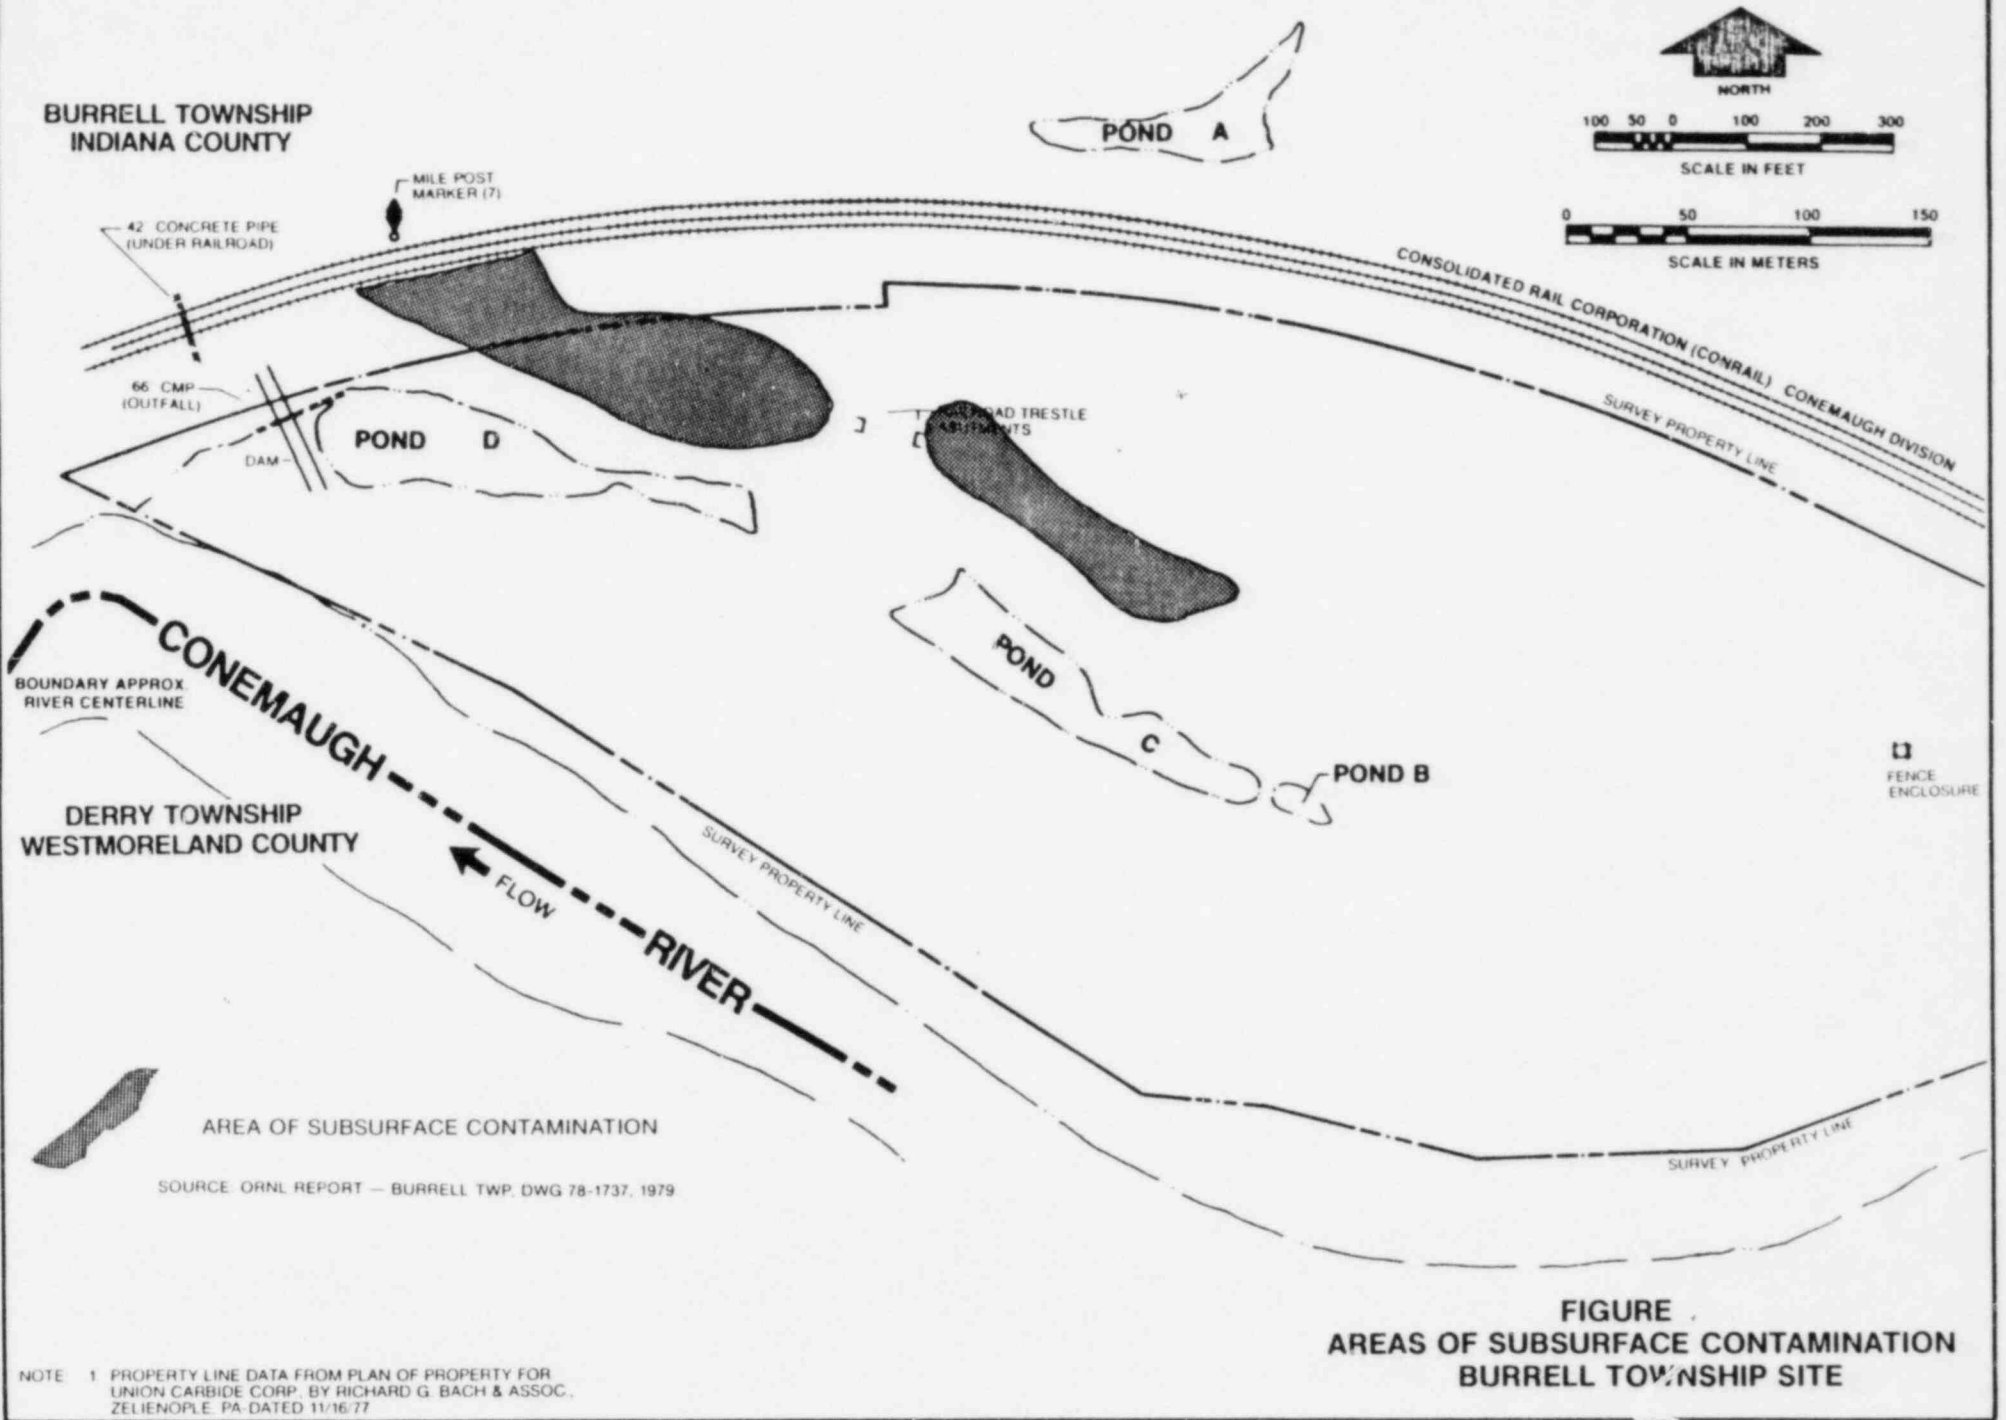 NORTH
100 50 0 100 200 300
SCALE IN FEET
0 50 100 150
SCALE IN METERS
BURRELL TOWNSHIP
INDIANA COUNTY
POND A
MILE POST
MARKER (7)
42 CONCRETE PIPE
(UNDER RAILROAD)
CONSOLIDATED RAIL CORPORATION (CONRAIL) CONEMAUGH DIVISION
SURVEY PROPERTY LINE
66 CMP
(OUTFALL)
DAM
POND D
TRESTLE
POND
C
POND B
FENCE
ENCLOSURE
CONEMAUGH
RIVER
BOUNDARY APPROX.
RIVER CENTERLINE
DERRY TOWNSHIP
WESTMORELAND COUNTY
FLOW
SURVEY PROPERTY LINE
SURVEY PROPERTY LINE
AREA OF SUBSURFACE CONTAMINATION
SOURCE: ORNL REPORT — BURRELL TWP. DWG 78-1737, 1979
FIGURE
AREAS OF SUBSURFACE CONTAMINATION
BURRELL TOWNSHIP SITE
NOTE 1 PROPERTY LINE DATA FROM PLAN OF PROPERTY FOR
UNION CARBIDE CORP. BY RICHARD G. BACH & ASSOC.,
ZELIENOPLE, PA-DATED 11/16/77